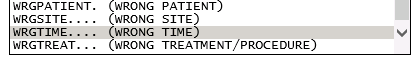 WRGPATIENT. (WRONG PATIENT)
WRGSITE.... (WRONG SITE)
WRGTIME.... (WRONG TIME)
WRGTREAT... (WRONG TREATMENT/PROCEDURE)